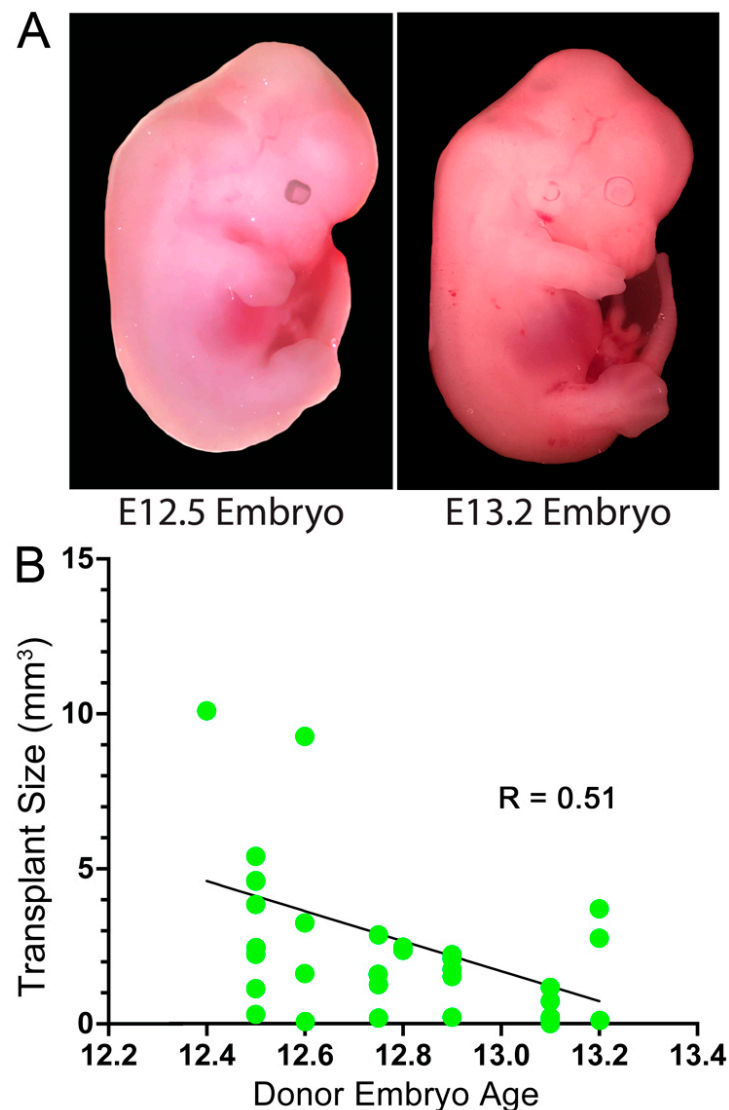 A
E12.5 Embryo
E13.2 Embryo
B
15
10
5
0
Transplant Size (mm³)
R = 0.51
12.2 12.4 12.6 12.8 13.0 13.2 13.4
Donor Embryo Age